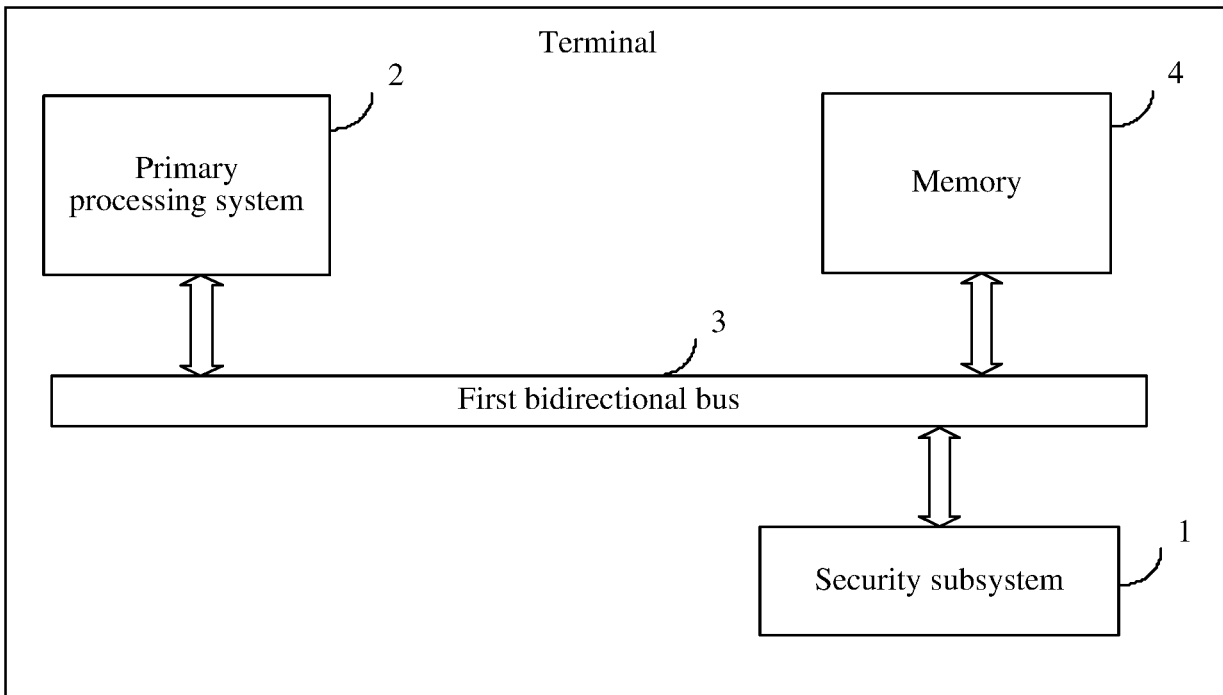 Terminal
2
4
Primary
processing system
Memory
3
First bidirectional bus
1
Security subsystem